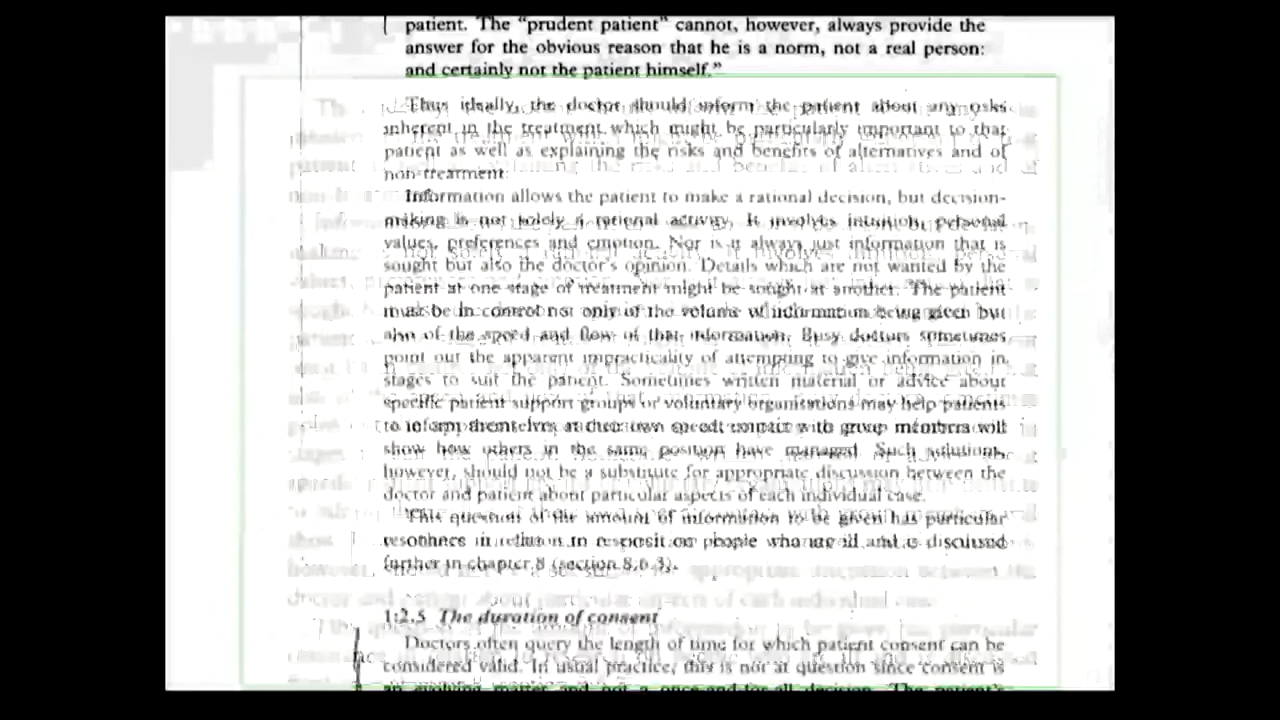 patient. The “prudent patient” cannot, however, always provide the
answer for the obvious reason that he is a norm, not a real person:
and certainly not the patient himself.”
Thus ideally, the doctor should inform the patient about any risks
inherent in the treatment which might be particularly important to that
patient as well as explaining the risks and benefits of alternatives and of
non-treatment.
Information allows the patient to make a rational decision, but decision-
making is not solely a rational activity. It involves intuition, personal
values, preferences and emotion. Nor is it always just information that is
sought but also the doctor's opinion. Details which are not wanted by the
patient at one stage of treatment might be sought at another. The patient
must be in control not only of the volume of information being given but
also of the speed and flow of that information. Busy doctors sometimes
point out the apparent impracticality of attempting to give information in
stages to suit the patient. Sometimes written material or advice about
specific patient support groups or voluntary organisations may help patients
to inform themselves at their own speed: contact with group members will
show how others in the same position have managed. Such solutions,
however, should not be a substitute for appropriate discussion between the
doctor and patient about particular aspects of each individual case.
This question of the amount of information to be given has particular
in to people who are ill and is discussed
further in chapter 8 (section 8.6.3).
1:2.5 The duration of consent
Doctors often query the length of time for which patient consent can be
considered valid. In usual practice, this is not at question since consent is
an evolving matter and not a once-and-for-all decision. The patient's